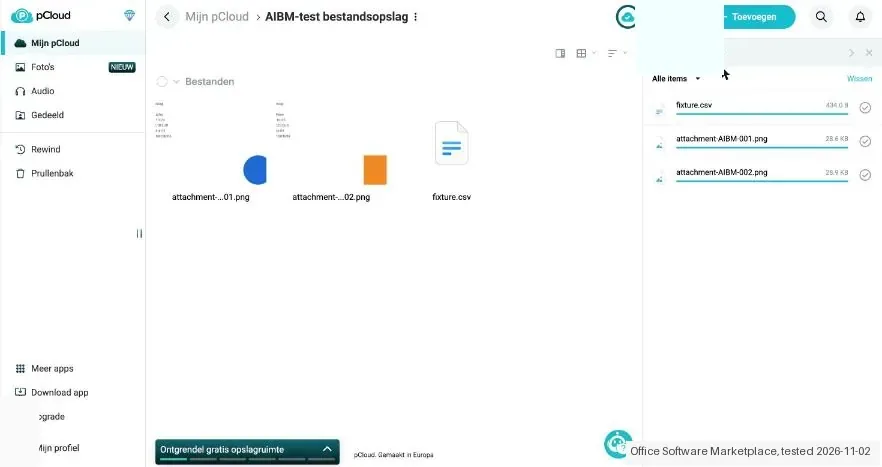 pCloud
Mijn pCloud
Foto's
NIEUW
Audio
Gedeeld
Rewind
Prullenbak
Meer apps
Download app
pgrade
Mijn profiel
Mijn pCloud > AIBM-test bestandsopslag
Toevoegen
Bestanden
attachment-...01.png
attachment-...02.png
fixture.csv
Alle items
Wissen
fixture.csv
434.0 B
attachment-AIBM-001.png
28.6 KB
attachment-AIBM-002.png
28.9 KB
Ontgrendel gratis opslagruimte
pCloud. Gemaakt in Europa
?
Office Software Marketplace, tested 2026-11-02